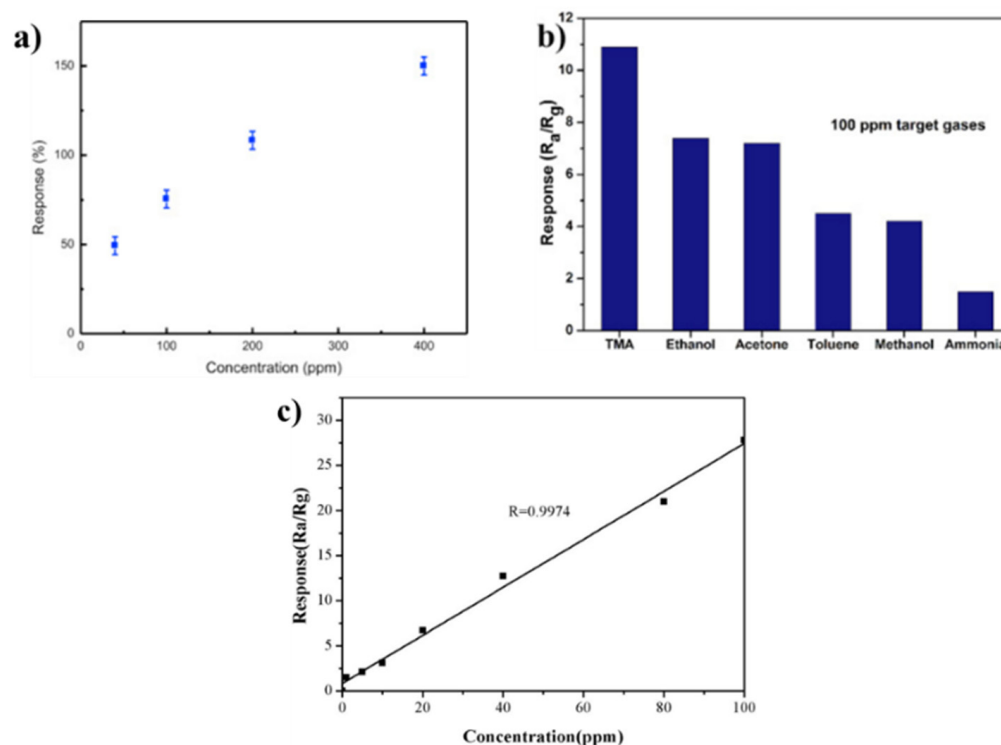 a)
150
100
50
0
0
100
200
300
400
Response (%)
Concentration (ppm)
b)
12
10
8
6
4
2
0
Response (Ra/Rg)
100 ppm target gases
TMA Ethanol Acetone Toluene Methanol Ammonia
c)
30
25
20
15
10
5
0
0 20 40 60 80 100
Response(Ra/Rg)
R=0.9974
Concentration(ppm)